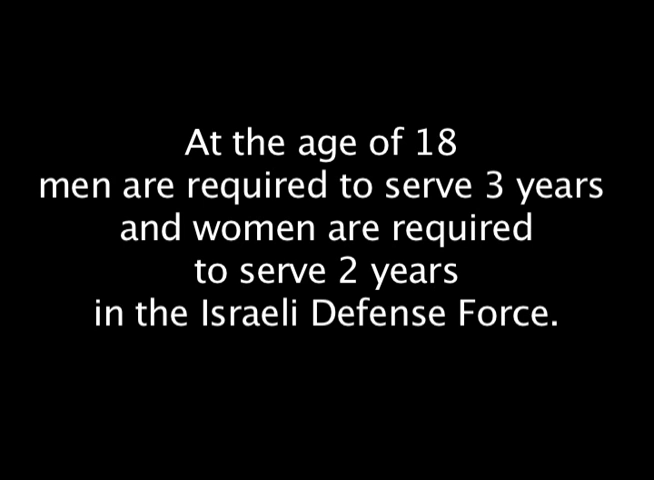 At the age of 18
men are required to serve 3 years
and women are required
to serve 2 years
in the Israeli Defense Force.